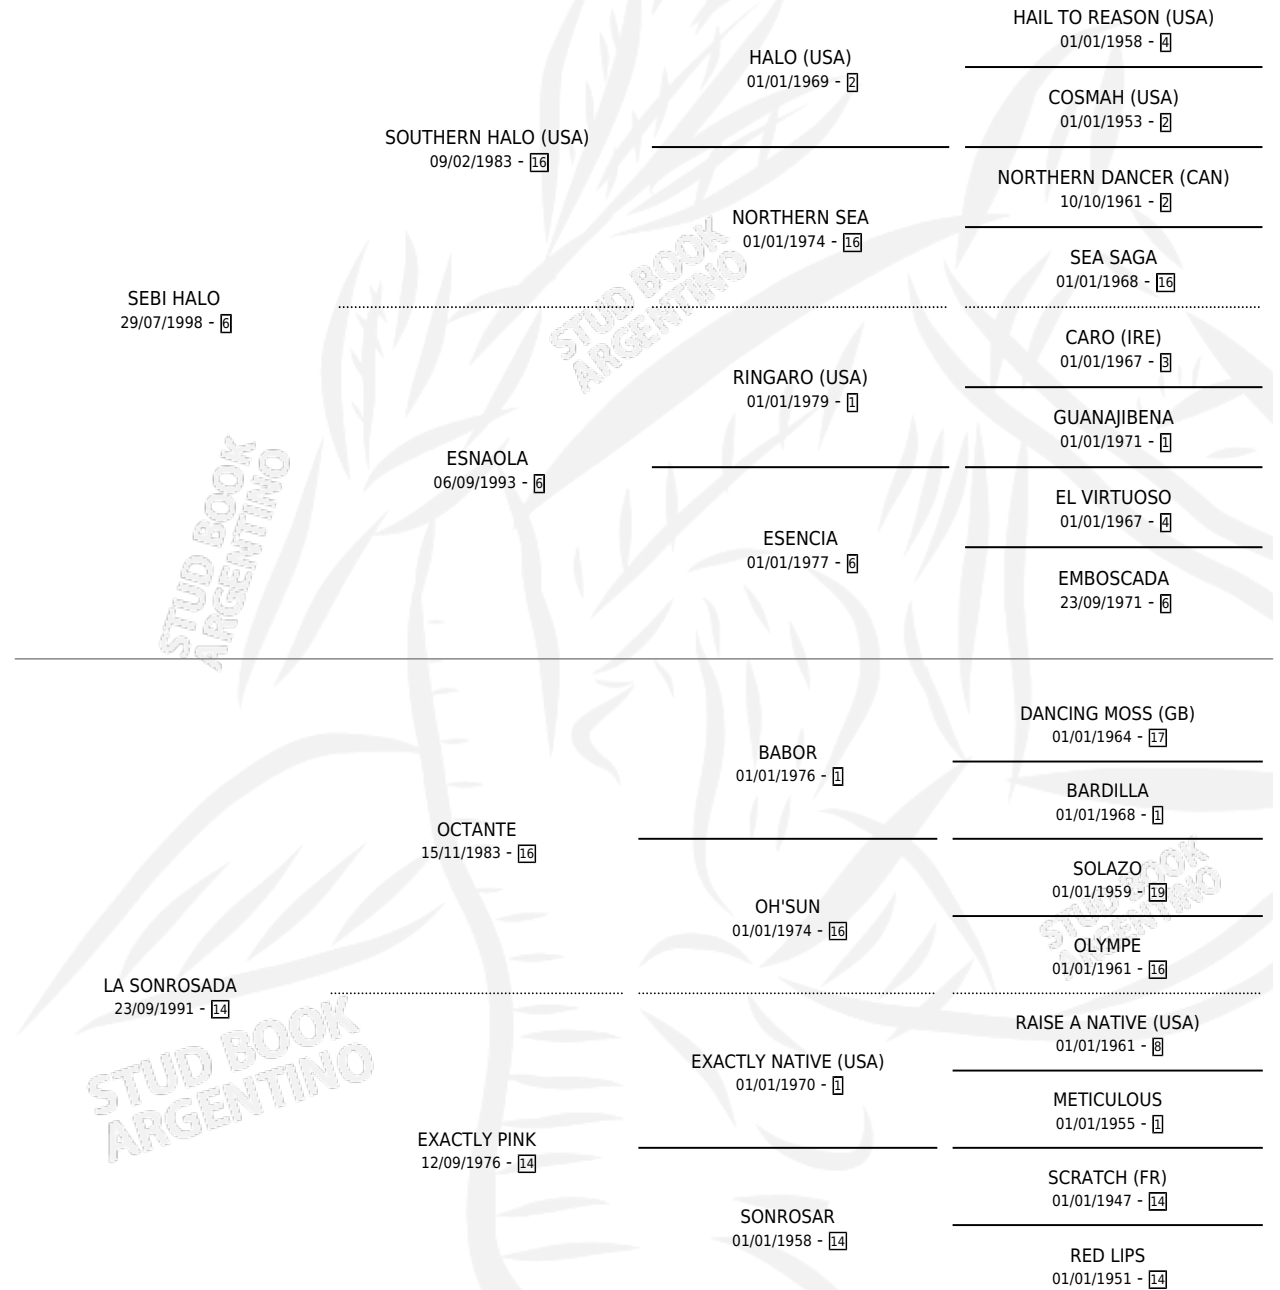 HAIL TO REASON (USA)
01/01/1958 - 4
HALO (USA)
01/01/1969 - 2
COSMAH (USA)
01/01/1953 - 2
SOUTHERN HALO (USA)
09/02/1983 - 16
NORTHERN DANCER (CAN)
10/10/1961 - 2
NORTHERN SEA
01/01/1974 - 16
SEA SAGA
01/01/1968 - 16
SEBI HALO
29/07/1998 - 6
CARO (IRE)
01/01/1967 - 3
RINGARO (USA)
01/01/1979 - 1
GUANAJIBENA
01/01/1971 - 1
ESNAOLA
06/09/1993 - 6
EL VIRTUOSO
01/01/1967 - 4
ESENCIA
01/01/1977 - 6
EMBOSCADA
23/09/1971 - 6
STUD BOOK
ARGENTINO
STUD BOOK
ARGENTINO
DANCING MOSS (GB)
01/01/1964 - 17
BABOR
01/01/1976 - 1
BARDILLA
01/01/1968 - 1
OCTANTE
15/11/1983 - 16
SOLAZO
01/01/1959 - 19
OH'SUN
01/01/1974 - 16
OLYMPE
01/01/1961 - 16
STUD BOOK
ARGENTINO
LA SONROSADA
23/09/1991 - 14
RAISE A NATIVE (USA)
01/01/1961 - 8
EXACTLY NATIVE (USA)
01/01/1970 - 1
METICULOUS
01/01/1955 - 1
EXACTLY PINK
12/09/1976 - 14
SCRATCH (FR)
01/01/1947 - 14
SONROSAR
01/01/1958 - 14
RED LIPS
01/01/1951 - 14
STUD BOOK
ARGENTINO